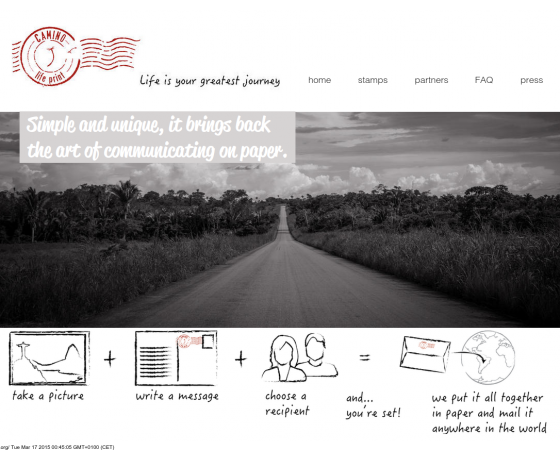 CAMINO
life print
Life is your greatest journey
home stamps partners FAQ press
Simple and unique, it brings back
the art of communicating on paper.
+ + =
take a picture
write a message
choose a
recipient
and...
you're set!
we put it all together
in paper and mail it
anywhere in the world
org/ Tue Mar 17 2015 00:45:05 GMT+0100 (CET)